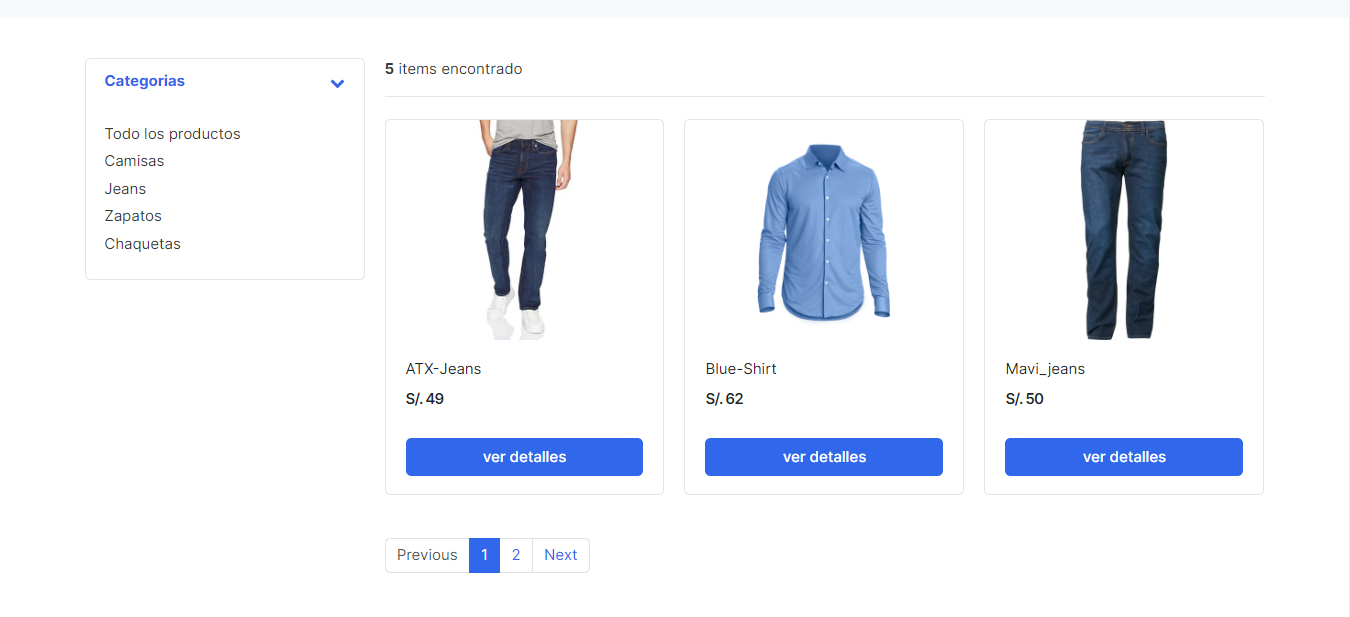 Categorias
Todo los productos
Camisas
Jeans
Zapatos
Chaquetas
5 items encontrado
ATX-Jeans
S/. 49
ver detalles
Blue-Shirt
S/. 62
ver detalles
Mavi_jeans
S/. 50
ver detalles
Previous 1 2 Next